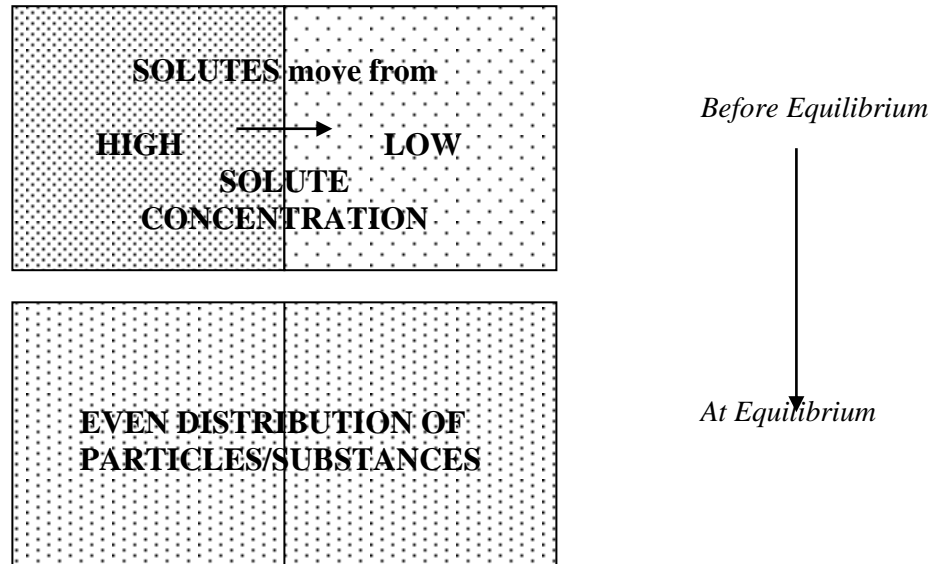 SOLUTES move from
HIGH LOW
SOLUTE
CONCENTRATION
Before Equilibrium
EVEN DISTRIBUTION OF
PARTICLES/SUBSTANCES
At Equilibrium